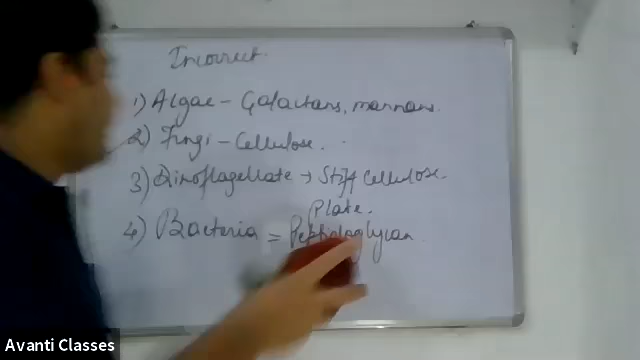 Incorrect
1) Algae - Galactans, mannans.
2) Fungi - Cellulose.
3) Dinoflagellate → Stiff cellulose
Plate.
4) Bacteria = Peptidoglycan
Avanti Classes